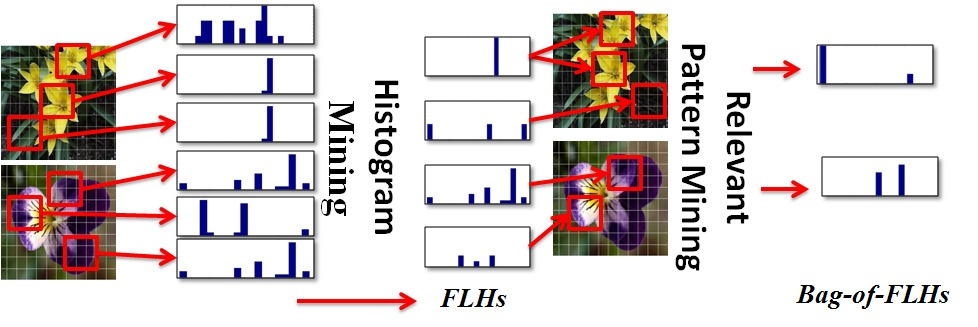 Histogram
Mining
FLHs
Relevant
Pattern Mining
Bag-of-FLHs